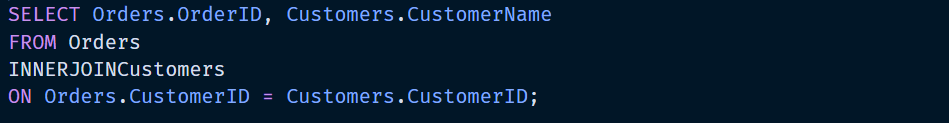 SELECT Orders.OrderID, Customers.CustomerName
FROM Orders
INNERJOINCustomers
ON Orders.CustomerID = Customers.CustomerID;